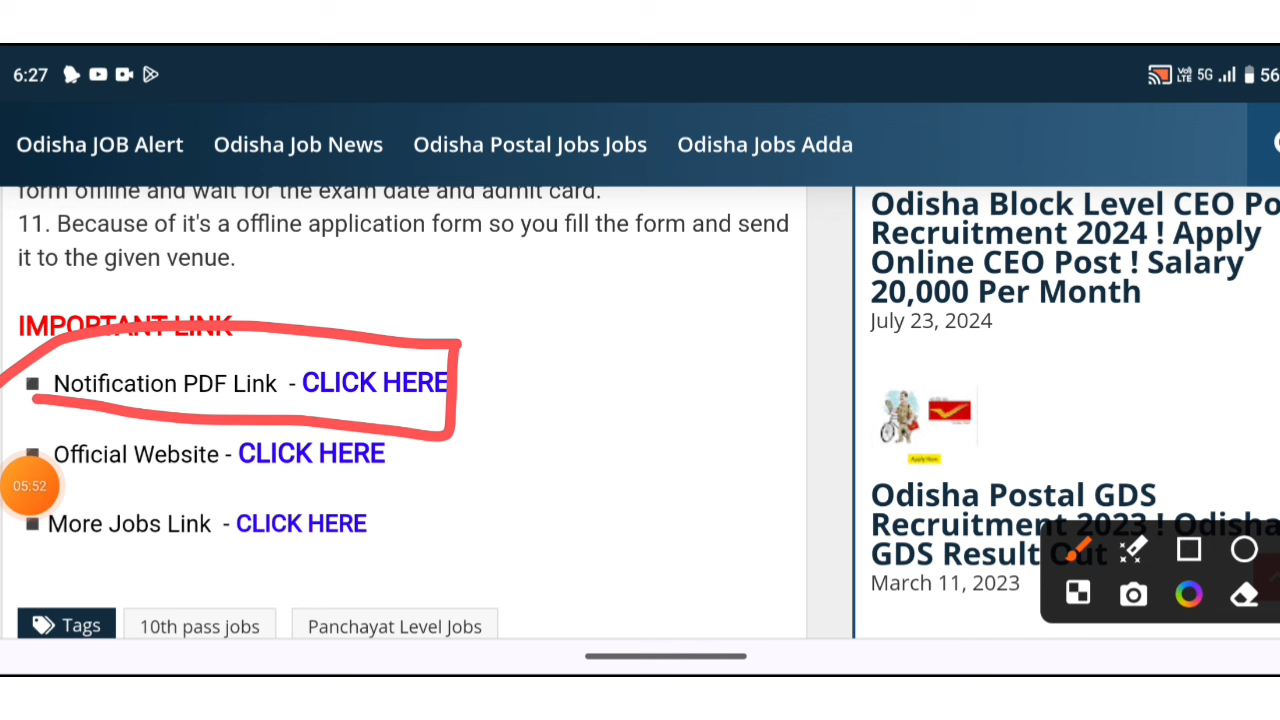 6:27
VoD LTE 5G 56
Odisha JOB Alert Odisha Job News Odisha Postal Jobs Jobs Odisha Jobs Adda
form offline and wait for the exam date and admit card.
11. Because of it's a offline application form so you fill the form and send
it to the given venue.
IMPORTANT LINK
Notification PDF Link - CLICK HERE
Official Website - CLICK HERE
05:52
More Jobs Link - CLICK HERE
Tags 10th pass jobs Panchayat Level Jobs
Odisha Block Level CEO Po
Recruitment 2024 ! Apply
Online CEO Post ! Salary
20,000 Per Month
July 23, 2024
Apply Now
Odisha Postal GDS
Recruitment 2023 ! Odisha
GDS Result Out
March 11, 2023